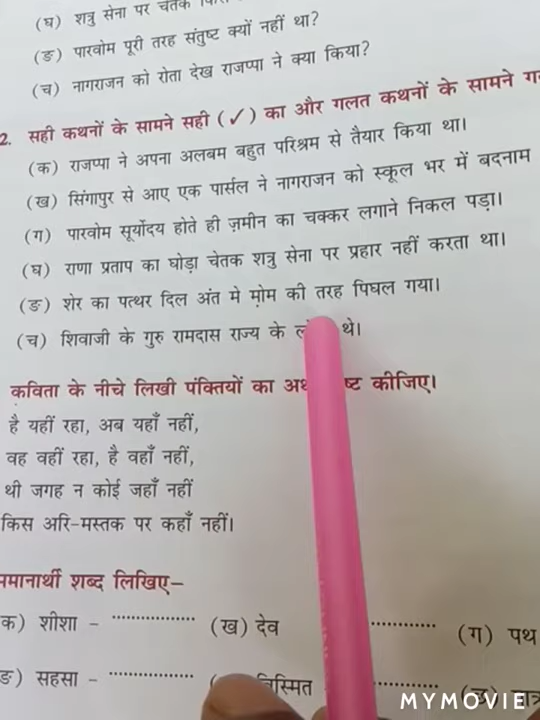 (घ) शत्रु सेना पर चेतक
(ङ) पारवोम पूरी तरह संतुष्ट क्यों नहीं था?
(च) नागराजन को रोता देख राजप्पा ने क्या किया?
2. सही कथनों के सामने सही (✓) का और गलत कथनों के सामने
(क) राजप्पा ने अपना अलबम बहुत परिश्रम से तैयार किया था।
(ख) सिंगापुर से आए एक पार्सल ने नागराजन को स्कूल भर में बदनाम
(ग) पारवोम सूर्योदय होते ही ज़मीन का चक्कर लगाने निकल पड़ा।
(घ) राणा प्रताप का घोड़ा चेतक शत्रु सेना पर प्रहार नहीं करता था।
(ङ) शेर का पत्थर दिल अंत मे मोम की तरह पिघल गया।
(च) शिवाजी के गुरु रामदास राज्य के थे।
कविता के नीचे लिखी पंक्तियों का कीजिए।
है यहीं रहा, अब यहाँ नहीं,
वह वहीं रहा, है वहाँ नहीं,
थी जगह न कोई जहाँ नहीं
किस अरि-मस्तक पर कहाँ नहीं।
शब्द लिखिए–
क) शीशा – ................. (ख) देव ................. (ग) पथ
ङ) सहसा – .................
MYMOVIE